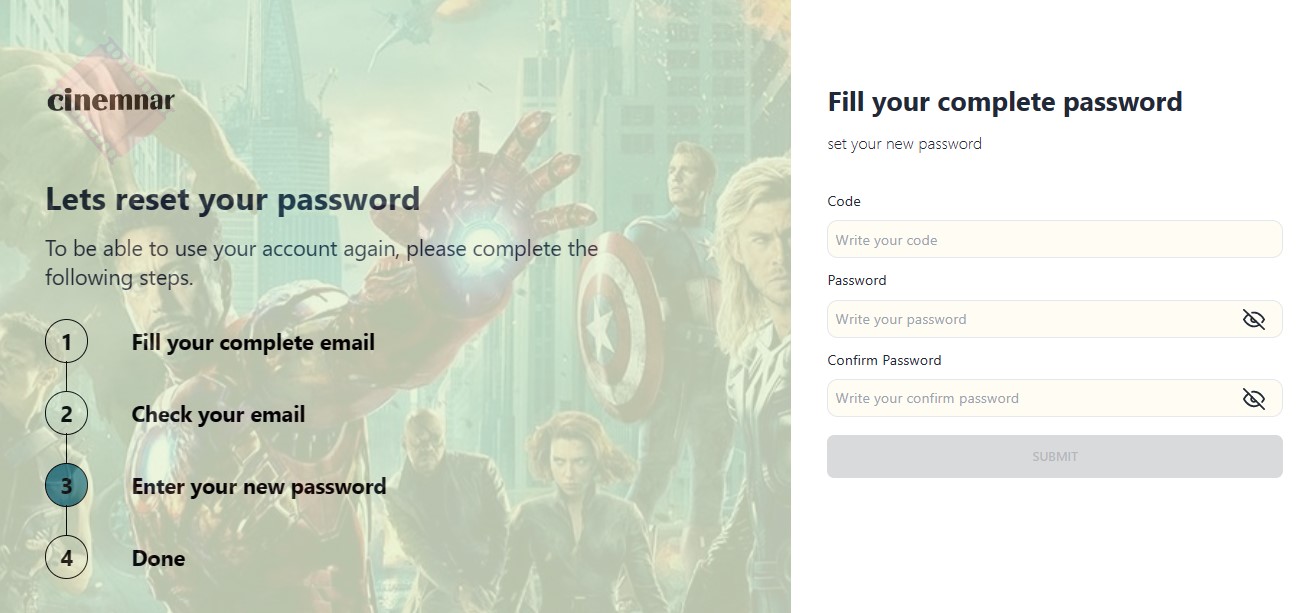 cinemnar
Lets reset your password
To be able to use your account again, please complete the
following steps.
1 Fill your complete email
2 Check your email
3 Enter your new password
4 Done
Fill your complete password
set your new password
Code
Write your code
Password
Write your password
Confirm Password
Write your confirm password
SUBMIT